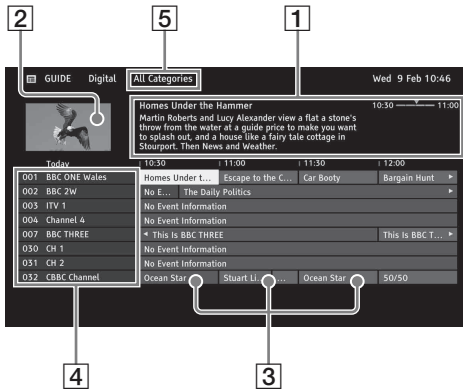 2
5
1
GUIDE Digital All Categories Wed 9 Feb 10:46
Homes Under the Hammer 10:30 11:00
Martin Roberts and Lucy Alexander view a flat a stone's
throw from the water at a guide price to make you want
to splash out, and a house like a fairy tale cottage in
Stourport. Then News and Weather.
Today 10:30 11:00 11:30 12:00
001 BBC ONE Wales Homes Under t... Escape to the C... Car Booty Bargain Hunt
002 BBC 2W No E... The Daily Politics
003 ITV 1 No Event Information
004 Channel 4 No Event Information
007 BBC THREE This Is BBC THREE This Is BBC T...
030 CH 1 No Event Information
031 CH 2 No Event Information
032 CBBC Channel Ocean Star Stuart Li... ... Ocean Star 50/50
4
3